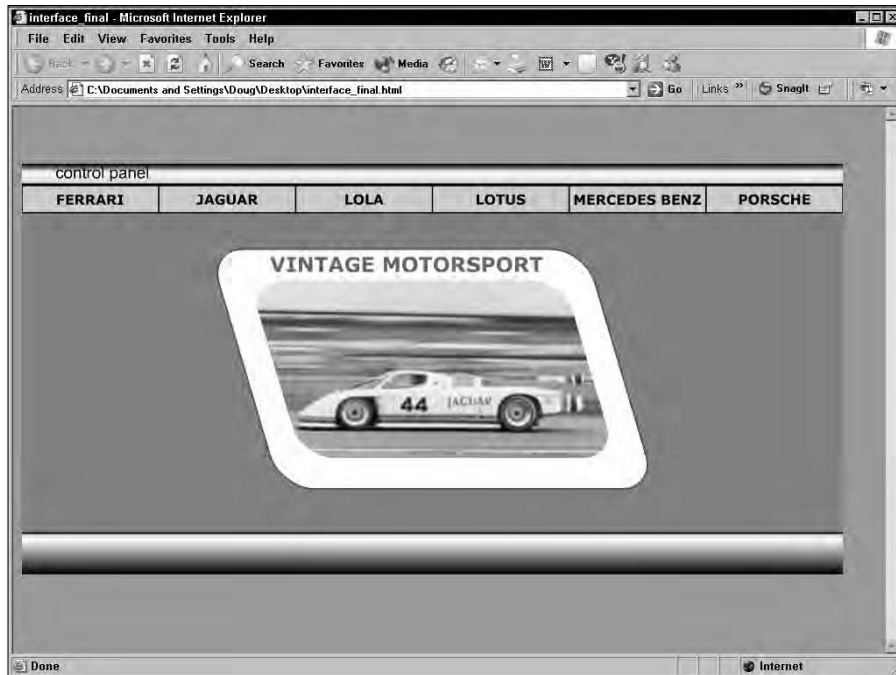 interface_final - Microsoft Internet Explorer
File Edit View Favorites Tools Help
Back Search Favorites Media
Address C:\Documents and Settings\Doug\Desktop\interface_final.html Go Links » SnagIt
control panel
FERRARI JAGUAR LOLA LOTUS MERCEDES BENZ PORSCHE
VINTAGE MOTORSPORT
44 JAGUAR
Done Internet